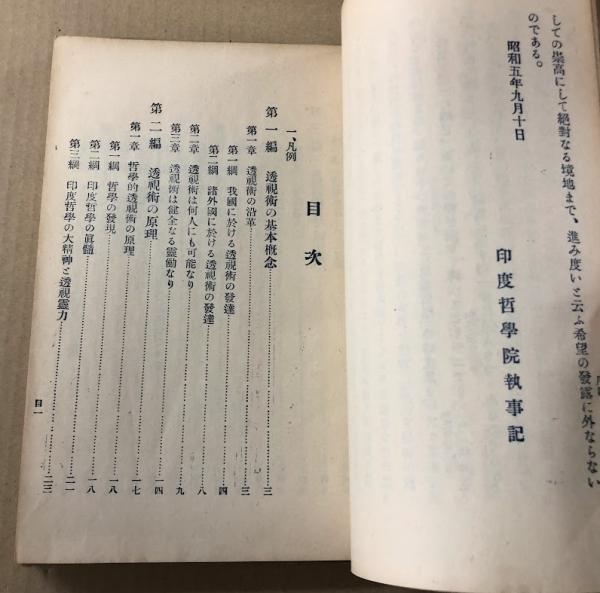 しての崇高にして絶對なる境地まで、進み度いと云ふ希望の發露に外ならない
のである。
昭和五年九月十日
印度哲學院執事記
目次
一、凡例
第一編 透視術の基本概念……三
第一章 透視術の沿革……三
第一綱 我國に於ける透視術の發達……四
第二綱 諸外國に於ける透視術の發達……八
第二章 透視術は何人にも可能なり……九
第三章 透視術は健全なる靈動なり……一四
第二編 透視術の原理……一四
第一章 哲學的透視術の原理……一七
第一綱 哲學の發現……一八
第二綱 印度哲學の眞髓……一八
第三綱 印度哲學の大精神と透視靈力……二三
目一